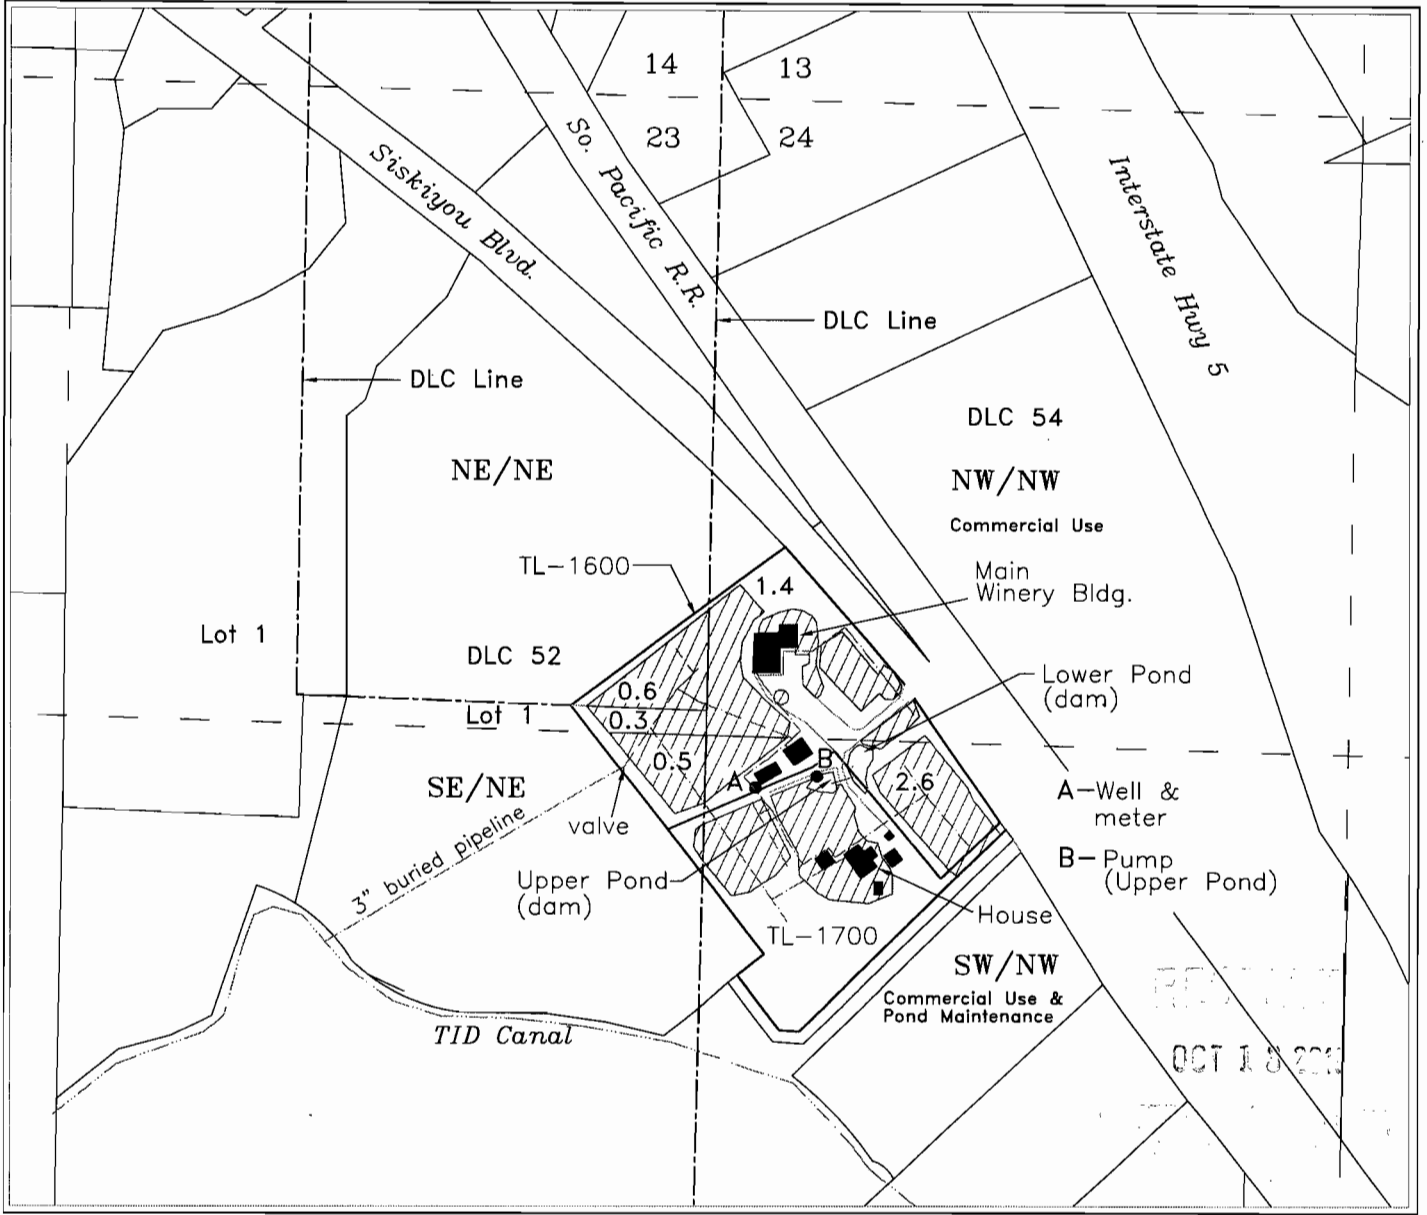 14
13
23
24
Siskiyou Blvd.
So. Pacific R.R.
Interstate Hwy 5
DLC Line
DLC Line
DLC 54
NE/NE
NW/NW
Commercial Use
TL-1600
1.4
Main
Winery Bldg.
Lot 1
DLC 52
Lower Pond
(dam)
0.6
Lot 1
0.3
0.5
A
B
2.6
SE/NE
A-Well &
meter
valve
3" buried pipeline
B-Pump
(Upper Pond)
Upper Pond
(dam)
House
TL-1700
SW/NW
Commercial Use &
Pond Maintenance
TID Canal
OCT 18